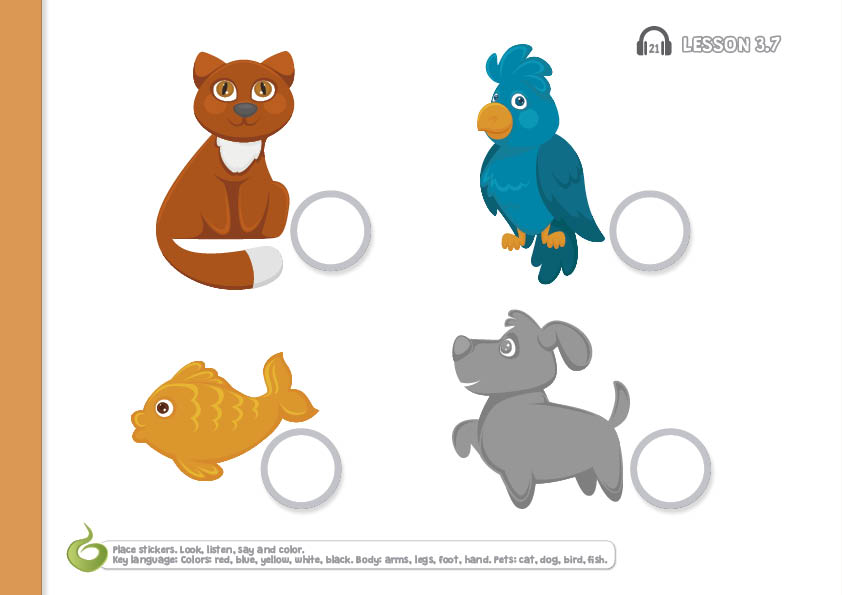 21 LESSON 3.7
Place stickers. Look, listen, say and color.
Key language: Colors: red, blue, yellow, white, black. Body: arms, legs, foot, hand. Pets: cat, dog, bird, fish.